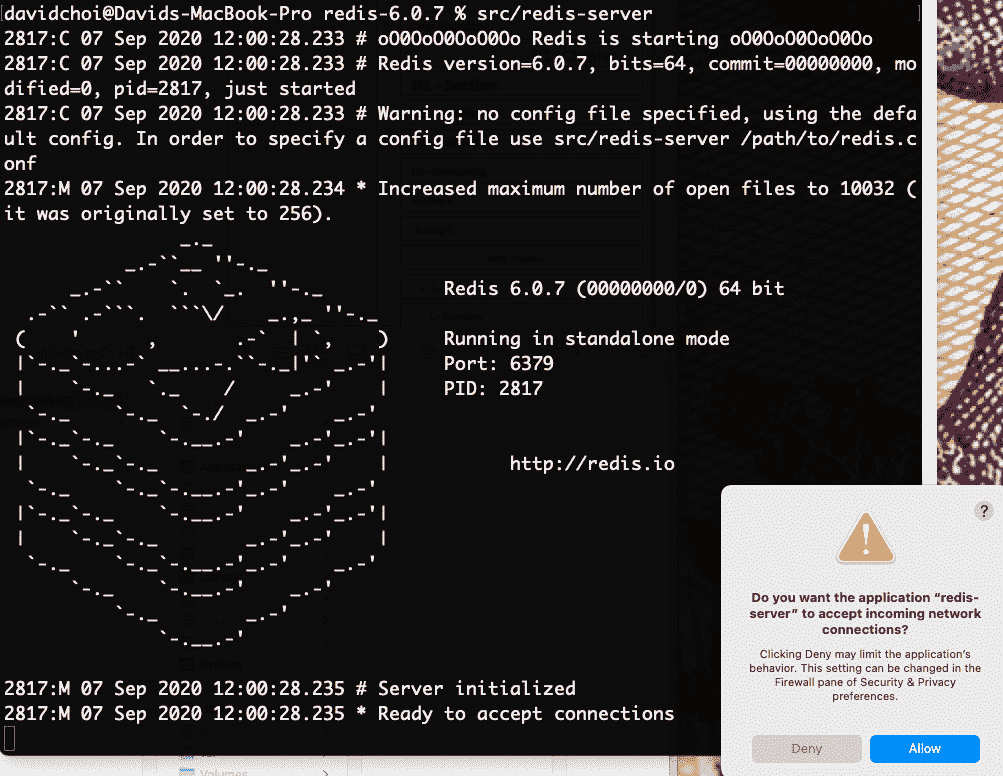 davidchoi@Davids-MacBook-Pro redis-6.0.7 % src/redis-server
2817:C 07 Sep 2020 12:00:28.233 # oO0OoO0OoO0Oo Redis is starting oO0OoO0OoO0Oo
2817:C 07 Sep 2020 12:00:28.233 # Redis version=6.0.7, bits=64, commit=00000000, mo
dified=0, pid=2817, just started
2817:C 07 Sep 2020 12:00:28.233 # Warning: no config file specified, using the defa
ult config. In order to specify a config file use src/redis-server /path/to/redis.c
onf
2817:M 07 Sep 2020 12:00:28.234 * Increased maximum number of open files to 10032 (
it was originally set to 256).
Redis 6.0.7 (00000000/0) 64 bit
Running in standalone mode
Port: 6379
PID: 2817
http://redis.io
2817:M 07 Sep 2020 12:00:28.235 # Server initialized
2817:M 07 Sep 2020 12:00:28.235 * Ready to accept connections
?
Do you want the application “redis-
server” to accept incoming network
connections?
Clicking Deny may limit the application’s
behavior. This setting can be changed in the
Firewall pane of Security & Privacy
preferences.
Deny
Allow
Volumes